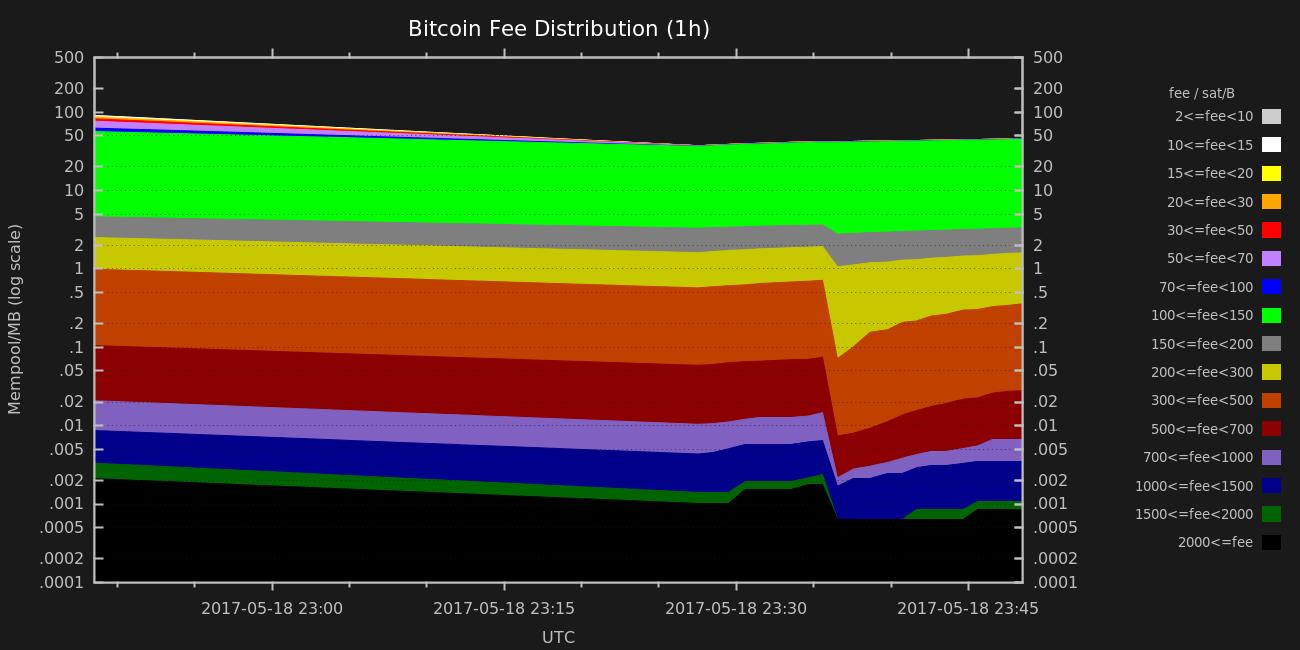 Bitcoin Fee Distribution (1h)
Mempool/MB (log scale)
500
200
100
50
20
10
5
2
1
.5
.2
.1
.05
.02
.01
.005
.002
.001
.0005
.0002
.0001
500
200
100
50
20
10
5
2
1
.5
.2
.1
.05
.02
.01
.005
.002
.001
.0005
.0002
.0001
2017-05-18 23:00 2017-05-18 23:15 2017-05-18 23:30 2017-05-18 23:45
UTC
fee / sat/B
2<=fee<10
10<=fee<15
15<=fee<20
20<=fee<30
30<=fee<50
50<=fee<70
70<=fee<100
100<=fee<150
150<=fee<200
200<=fee<300
300<=fee<500
500<=fee<700
700<=fee<1000
1000<=fee<1500
1500<=fee<2000
2000<=fee